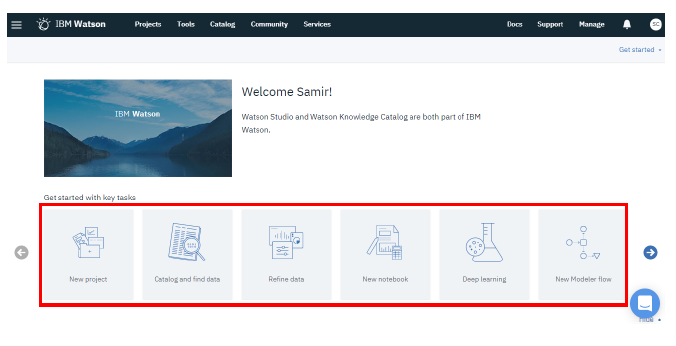 IBM Watson Projects Tools Catalog Community Services Docs Support Manage SC
Get started
IBM Watson
Welcome Samir!
Watson Studio and Watson Knowledge Catalog are both part of IBM
Watson.
Get started with key tasks
New project Catalog and find data Refine data New notebook Deep learning New Modeler flow